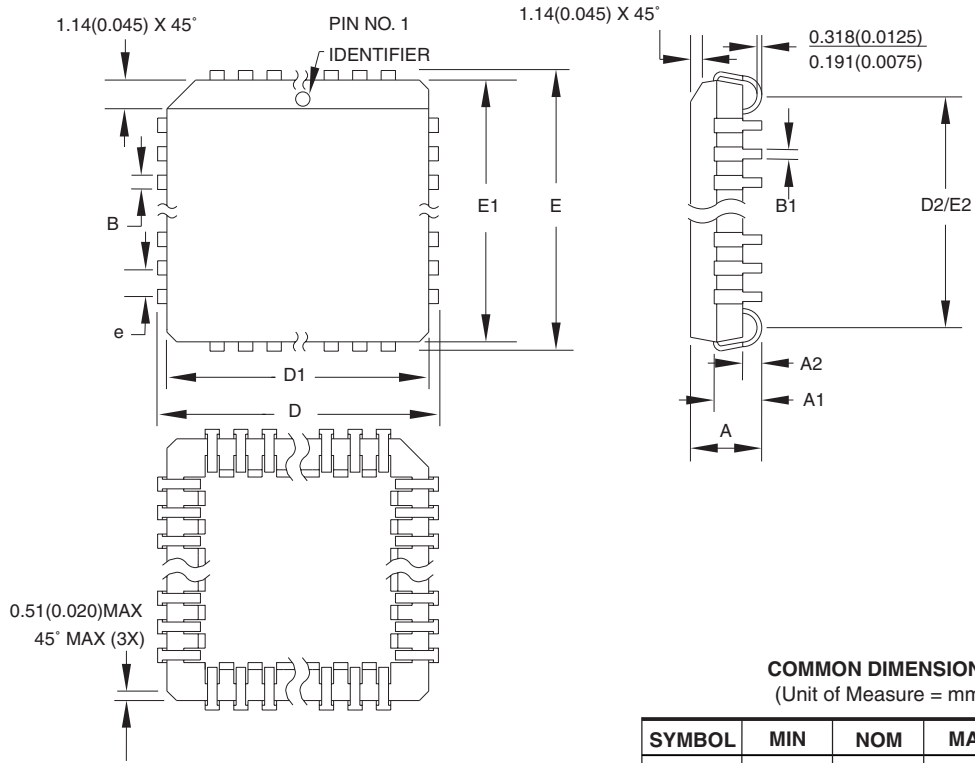 1.14(0.045) X 45˚
PIN NO. 1
IDENTIFIER
1.14(0.045) X 45˚
0.318(0.0125)
0.191(0.0075)
B
e
E1
E
B1
D2/E2
A2
A1
A
D1
D
0.51(0.020)MAX
45˚ MAX (3X)
COMMON DIMENSION
(Unit of Measure = mm
SYMBOL MIN NOM MA